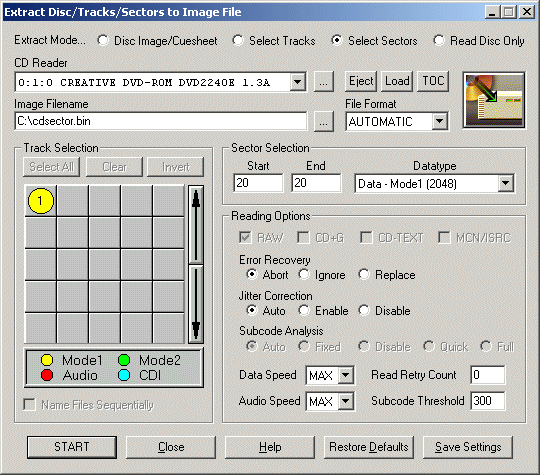 Extract Disc/Tracks/Sectors to Image File
Extract Mode... Disc Image/Cuesheet Select Tracks Select Sectors Read Disc Only
CD Reader
0:1:0 CREATIVE DVD-ROM DVD2240E 1.3A ... Eject Load TOC
Image Filename File Format
C:\cdsector.bin ... AUTOMATIC
Track Selection
Select All Clear Invert
1
Mode1 Mode2
Audio CDI
Name Files Sequentially
Sector Selection
Start End Datatype
20 20 Data - Mode1 (2048)
Reading Options
RAW CD+G CD-TEXT MCN/ISRC
Error Recovery
Abort Ignore Replace
Jitter Correction
Auto Enable Disable
Subcode Analysis
Auto Fixed Disable Quick Full
Data Speed MAX Read Retry Count 0
Audio Speed MAX Subcode Threshold 300
START Close Help Restore Defaults Save Settings